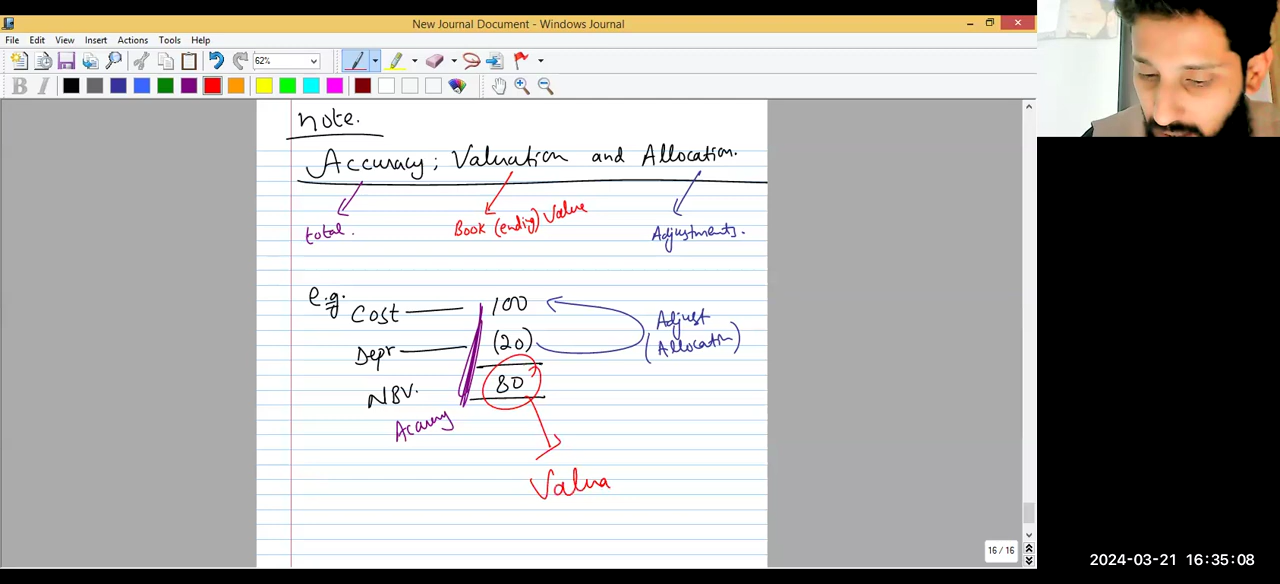 New Journal Document - Windows Journal
File Edit View Insert Actions Tools Help
62%
B I
Note.
Accuracy; Valuation and Allocation.
total. Book (ending) Value Adjustments.
e.g. Cost 100 Adjust
Depr (20) (Allocatn)
NBV. 80
Accuracy
Valua
16 / 16
2024-03-21 16:35:08